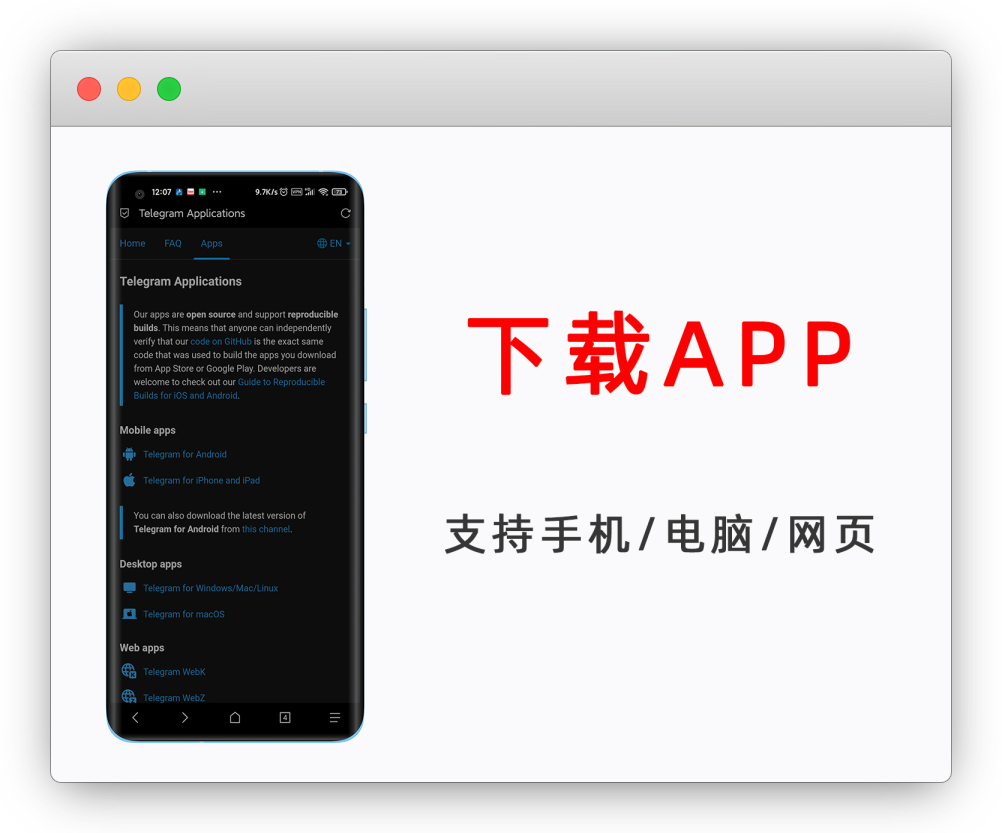 12:07
9.7K/s
Telegram Applications
Home FAQ Apps EN
Telegram Applications
Our apps are open source and support reproducible
builds. This means that anyone can independently
verify that our code on GitHub is the exact same
code that was used to build the apps you download
from App Store or Google Play. Developers are
welcome to check out our Guide to Reproducible
Builds for iOS and Android.
Mobile apps
Telegram for Android
Telegram for iPhone and iPad
You can also download the latest version of
Telegram for Android from this channel.
Desktop apps
Telegram for Windows/Mac/Linux
Telegram for macOS
Web apps
Telegram WebK
Telegram WebZ
4
下载APP
支持手机/电脑/网页